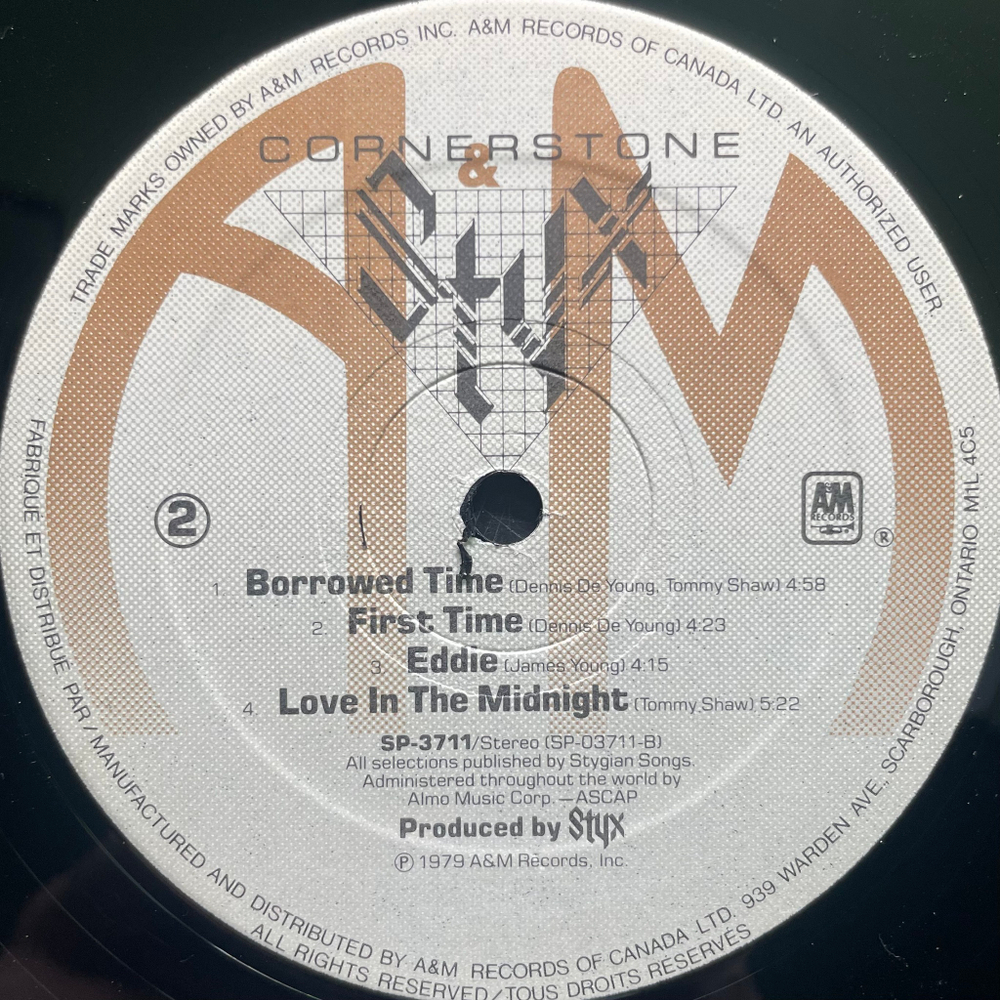 TRADE MARKS OWNED BY A&M RECORDS INC. A&M RECORDS OF CANADA LTD. AN AUTHORIZED USER.
A&M
CORNERSTONE
Styx
2
A&M
RECORDS
®
1. Borrowed Time (Dennis De Young, Tommy Shaw) 4:58
2. First Time (Dennis De Young) 4:23
3. Eddie (James Young) 4:15
4. Love In The Midnight (Tommy Shaw) 5:22
SP-3711/Stereo (SP-03711-B)
All selections published by Stygian Songs.
Administered throughout the world by
Almo Music Corp.—ASCAP
Produced by Styx
℗ 1979 A&M Records, Inc.
FABRIQUÉ ET DISTRIBUÉ PAR / MANUFACTURED AND DISTRIBUTED BY A&M RECORDS OF CANADA LTD. 939 WARDEN AVE., SCARBOROUGH, ONTARIO M1L 4C5.
ALL RIGHTS RESERVED/TOUS DROITS RESERVÉS